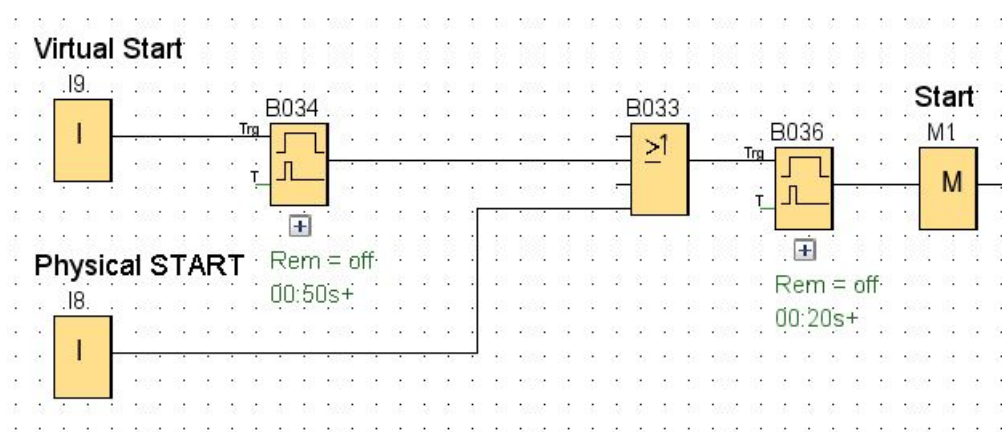 Virtual Start
I9.
I
B034
Trg
T
Rem = off
00:50s+
Physical START
I8.
I
B033
≥1
B036
Trg
T
Rem = off
00:20s+
Start
M1
M